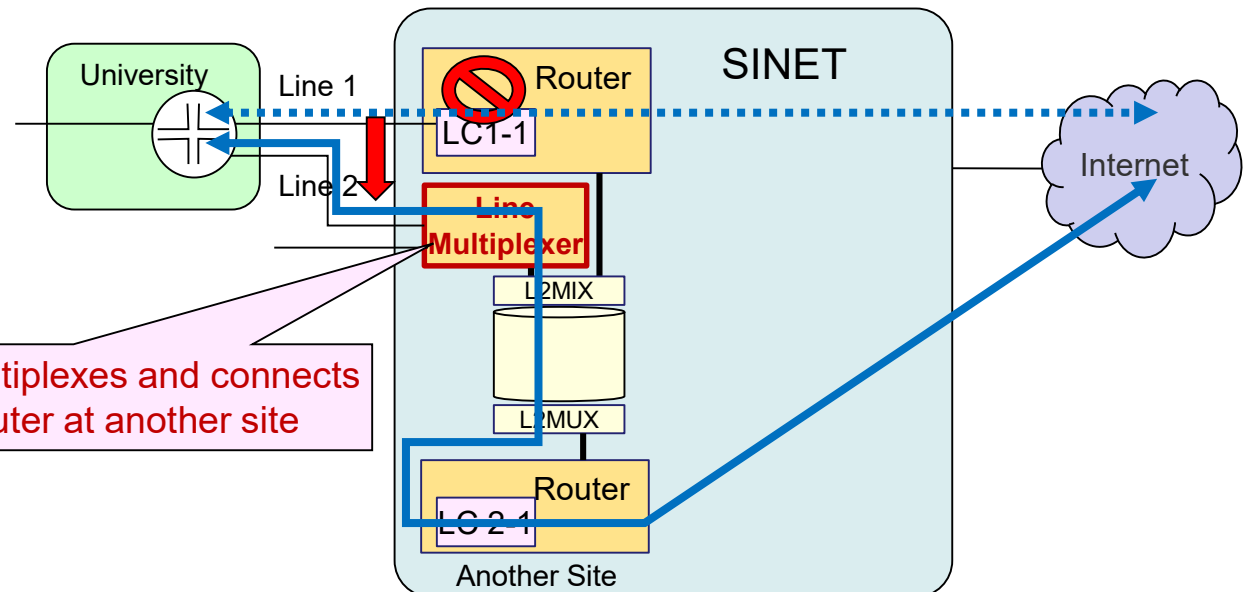 SINET
University
Line 1
Router
LC1-1
Internet
Line 2
Line
Multiplexer
L2MIX
tiplexes and connects
uter at another site
L2MUX
Router
LC 2-1
Another Site